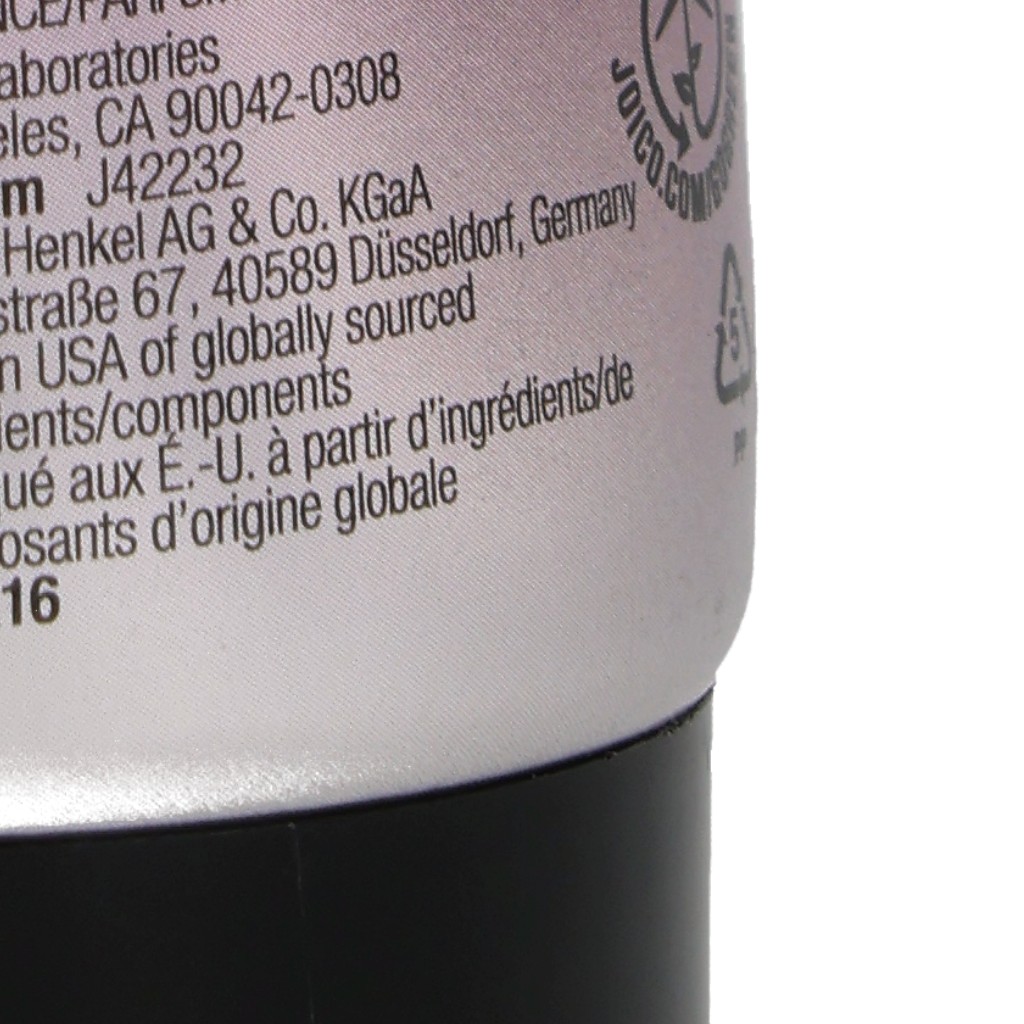 aboratories
eles, CA 90042-0308
m J42232
Henkel AG & Co. KGaA
straße 67, 40589 Düsseldorf, Germany
n USA of globally sourced
ients/components
ué aux É.-U. à partir d'ingrédients/de
osants d'origine globale
16
JOICO.COM/
5
PP